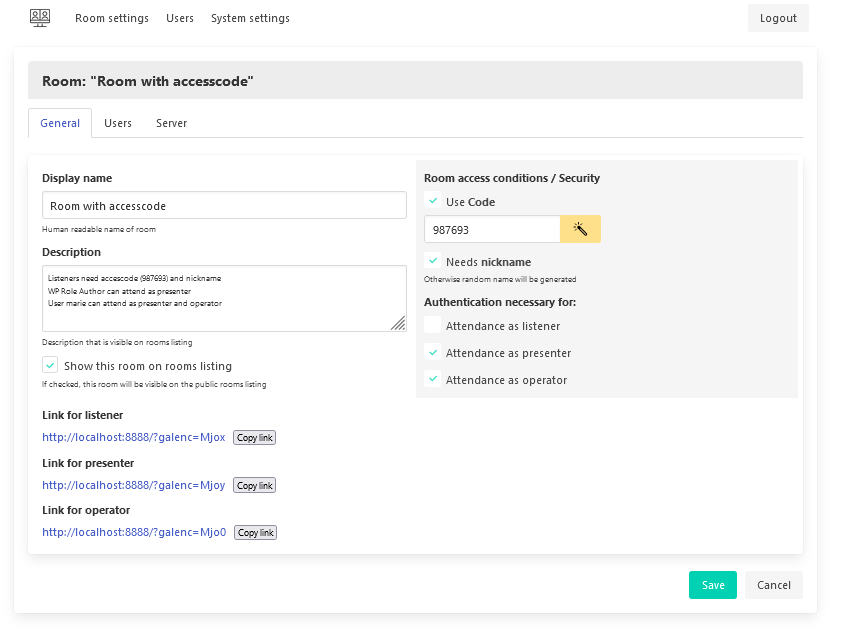 Room settings Users System settings Logout
Room: "Room with accesscode"
General Users Server
Display name
Room with accesscode
Human readable name of room
Description
Listeners need accescode (987693) and nickname
WP Role Author can attend as presenter
User marie can attend as presenter and operator
Description that is visible on rooms listing
Show this room on rooms listing
If checked, this room will be visible on the public rooms listing
Link for listener
http://localhost:8888/?galenc=Mjox Copy link
Link for presenter
http://localhost:8888/?galenc=Mjoy Copy link
Link for operator
http://localhost:8888/?galenc=Mjo0 Copy link
Room access conditions / Security
Use Code
987693
Needs nickname
Otherwise random name will be generated
Authentication necessary for:
Attendance as listener
Attendance as presenter
Attendance as operator
Save Cancel